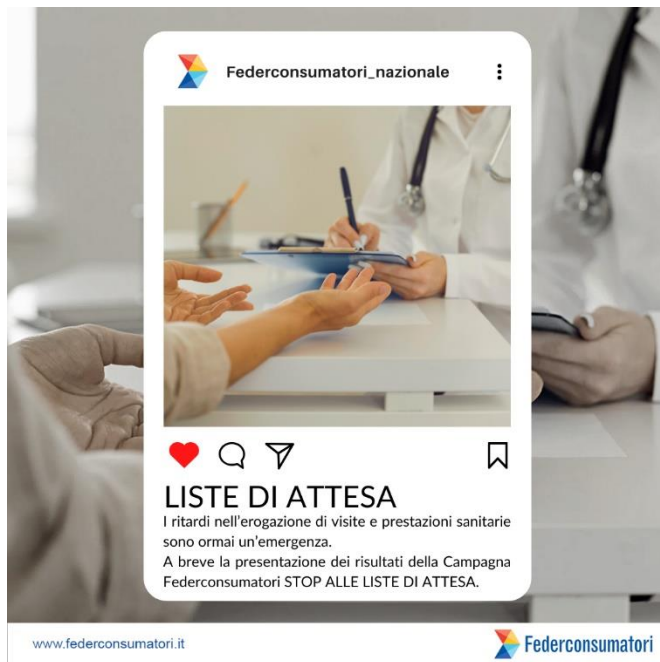 Federconsumatori_nazionale
LISTE DI ATTESA
I ritardi nell'erogazione di visite e prestazioni sanitarie
sono ormai un'emergenza.
A breve la presentazione dei risultati della Campagna
Federconsumatori STOP ALLE LISTE DI ATTESA.
www.federconsumatori.it
Federconsumatori